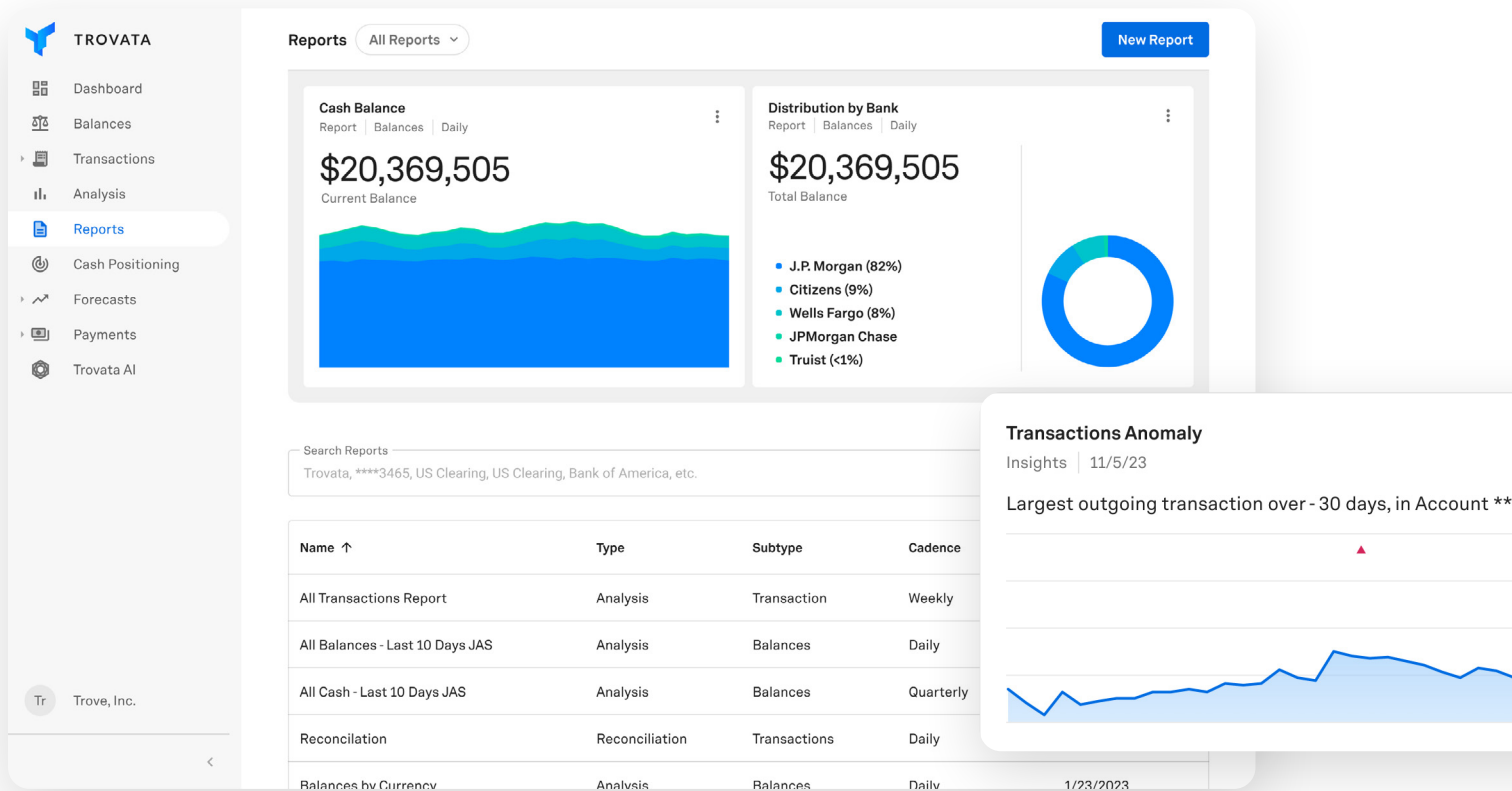 TROVATA
Dashboard
Balances
Transactions
Analysis
Reports
Cash Positioning
Forecasts
Payments
Trovata AI
Tr Trove, Inc.
Reports All Reports New Report
Cash Balance
Report Balances Daily
$20,369,505
Current Balance
Distribution by Bank
Report Balances Daily
$20,369,505
Total Balance
J.P. Morgan (82%)
Citizens (9%)
Wells Fargo (8%)
JPMorgan Chase
Truist (<1%)
Search Reports
Trovata, ****3465, US Clearing, US Clearing, Bank of America, etc.
Name Type Subtype Cadence
All Transactions Report Analysis Transaction Weekly
All Balances - Last 10 Days JAS Analysis Balances Daily
All Cash - Last 10 Days JAS Analysis Balances Quarterly
Reconcilation Reconciliation Transactions Daily
Balances by Currency Analysis Balances Daily 1/23/2023
Transactions Anomaly
Insights 11/5/23
Largest outgoing transaction over - 30 days, in Account **